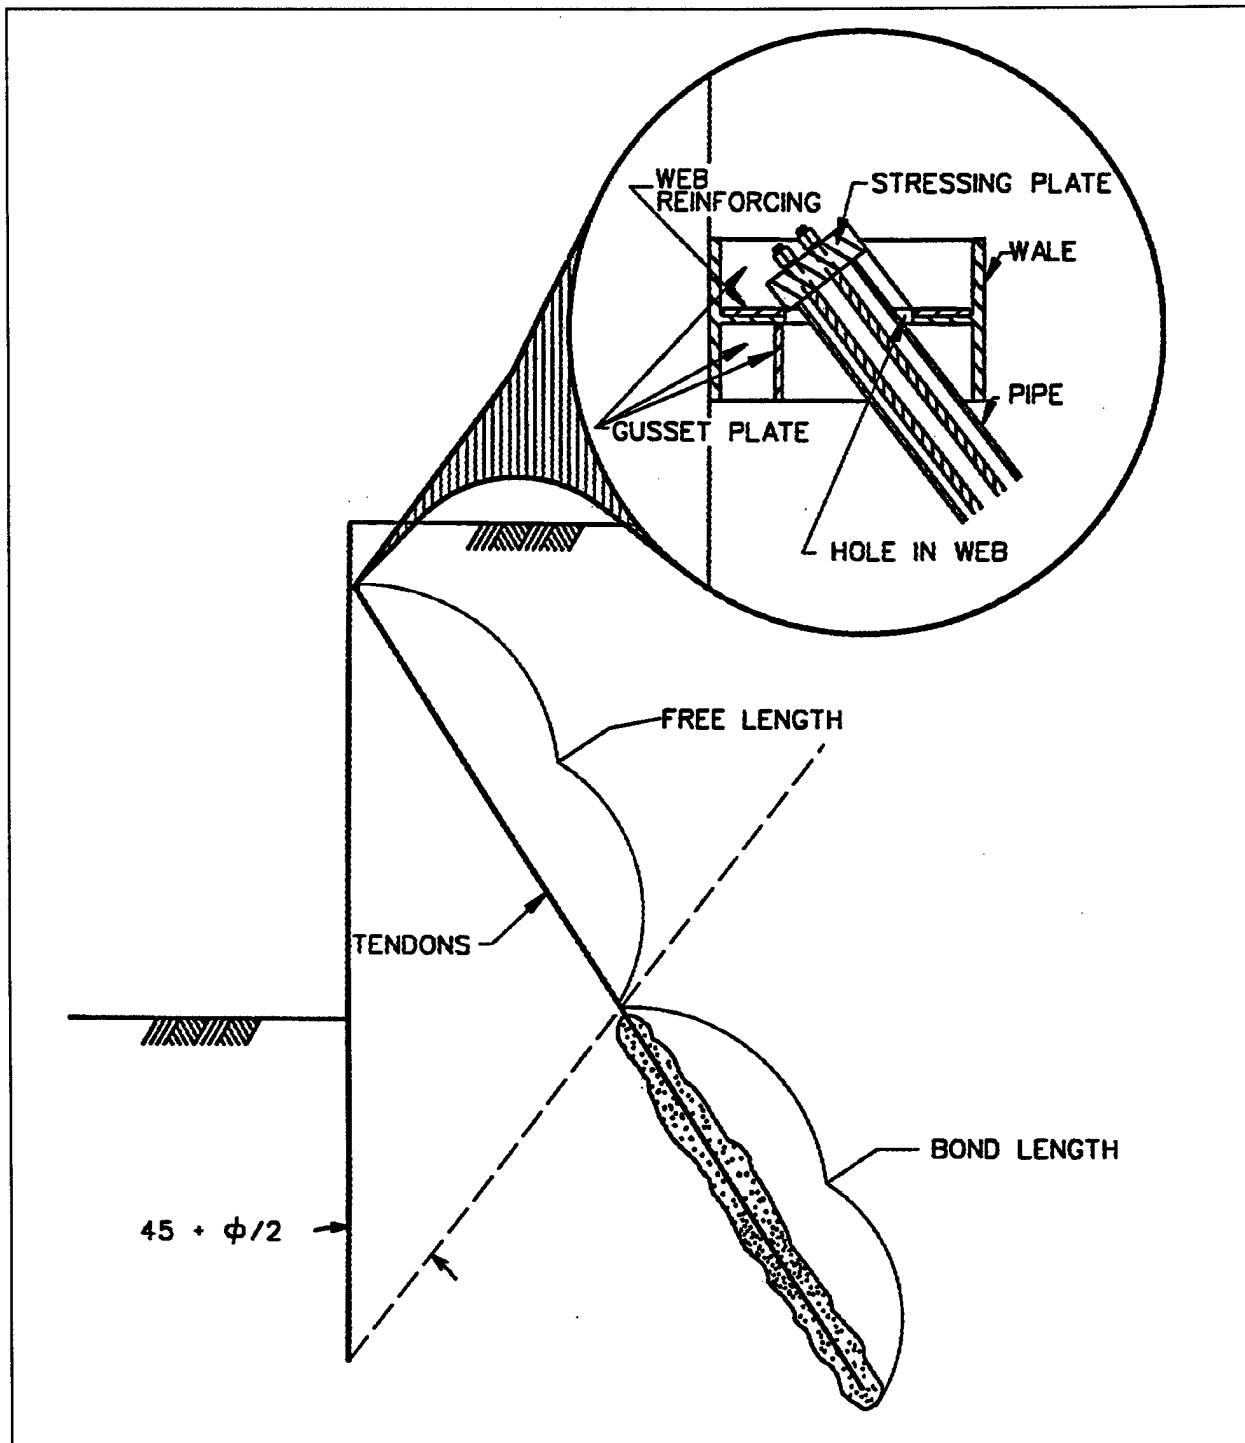 WEB
REINFORCING
STRESSING PLATE
WALE
PIPE
GUSSET PLATE
HOLE IN WEB
FREE LENGTH
TENDONS
BOND LENGTH
45 + ϕ/2